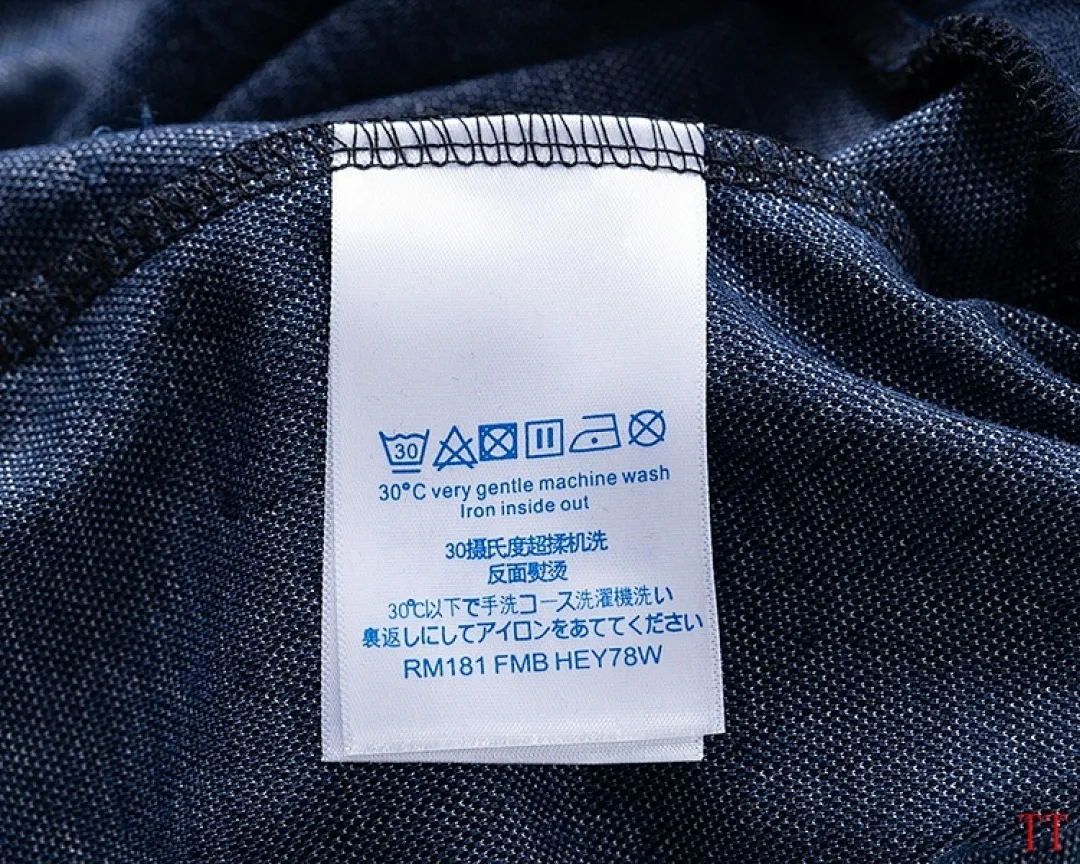 30
30°C very gentle machine wash
Iron inside out
30摄氏度超揉机洗
反面熨烫
30℃以下で手洗コース洗濯機洗い
裏返しにしてアイロンをあててください
RM181 FMB HEY78W
TT